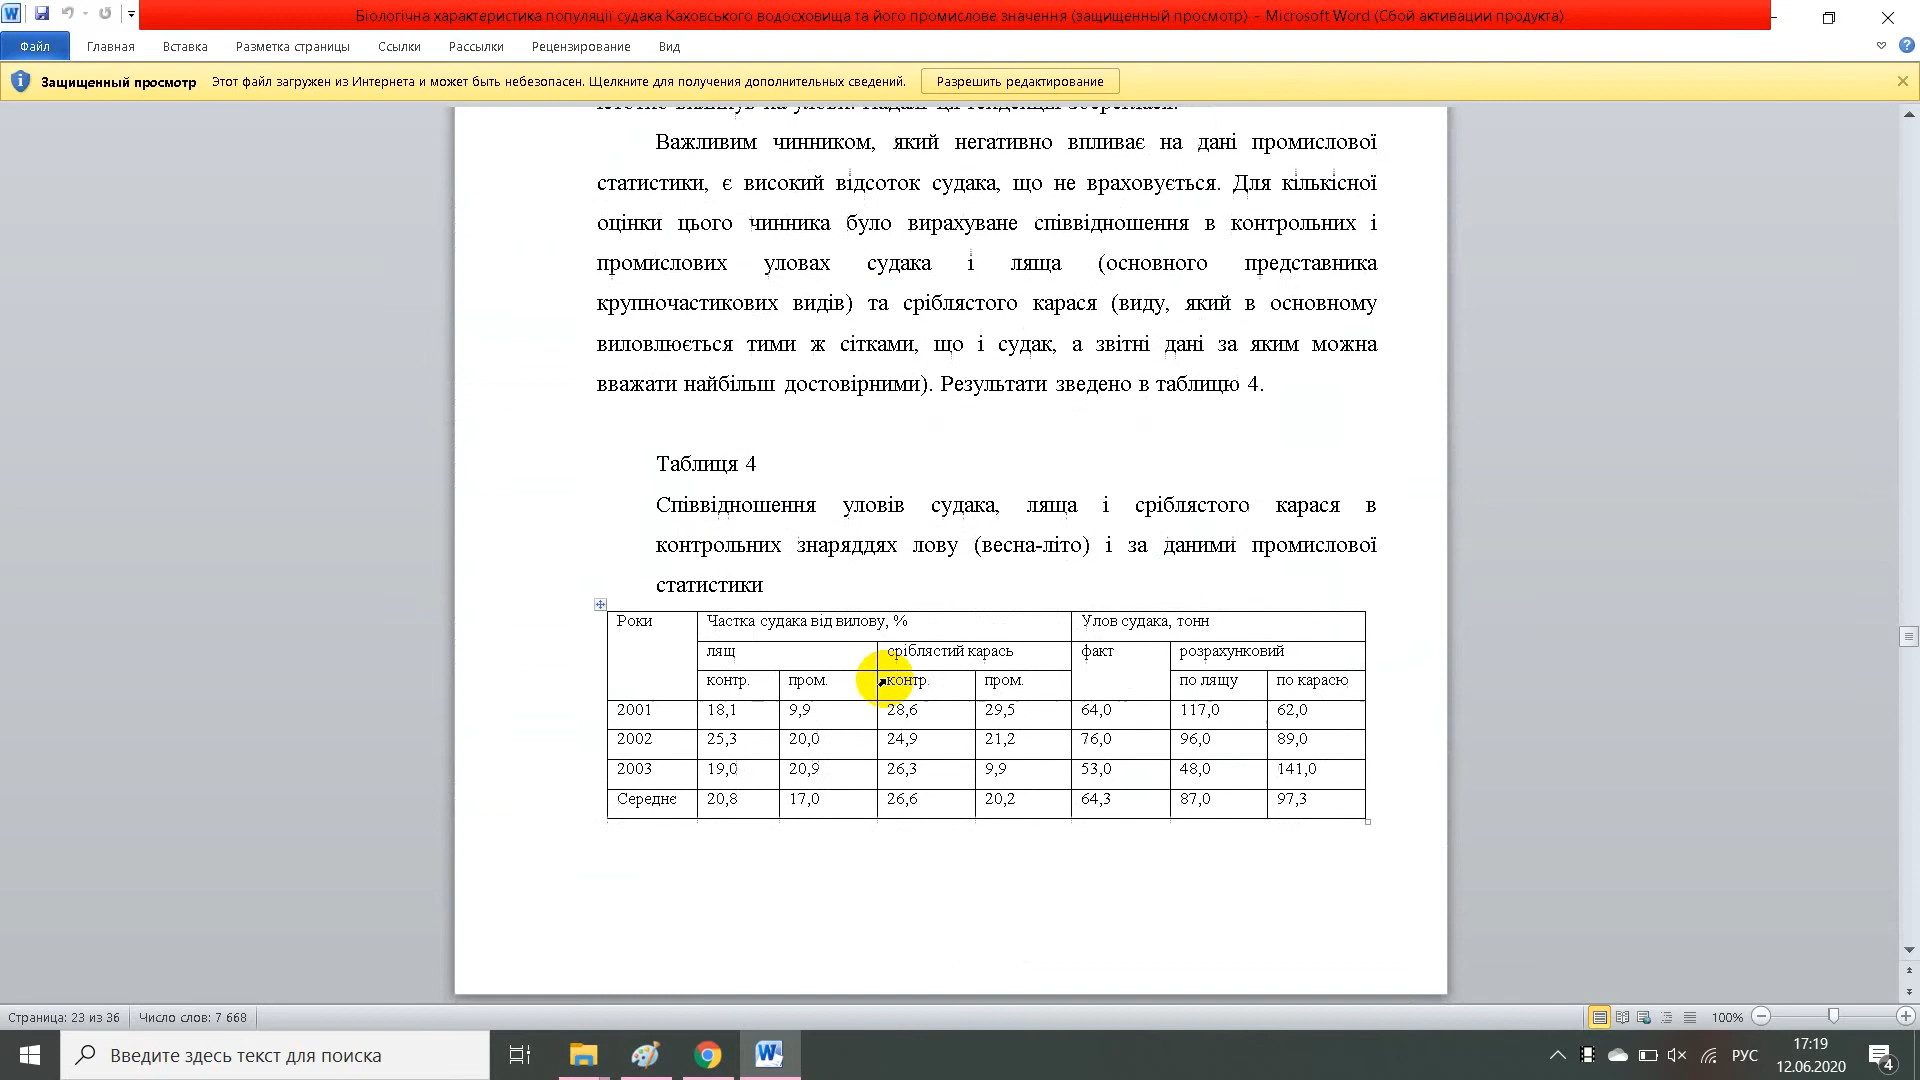 Біологічна характеристика популяції судака Каховського водосховища та його промислове значення (защищенный просмотр) - Microsoft Word (Сбой активации продукта)
Файл Главная Вставка Разметка страницы Ссылки Рассылки Рецензирование Вид
Защищенный просмотр Этот файл загружен из Интернета и может быть небезопасен. Щелкните для получения дополнительных сведений. Разрешить редактирование
Важливим чинником, який негативно впливає на дані промислової
статистики, є високий відсоток судака, що не враховується. Для кількісної
оцінки цього чинника було вирахуване співвідношення в контрольних і
промислових уловах судака і ляща (основного представника
крупночастикових видів) та сріблястого карася (виду, який в основному
виловлюється тими ж сітками, що і судак, а звітні дані за яким можна
вважати найбільш достовірними). Результати зведено в таблицю 4.
Таблиця 4
Співвідношення уловів судака, ляща і сріблястого карася в
контрольних знаряддях лову (весна-літо) і за даними промислової
статистики
Роки Частка судака від вилову, % Улов судака, тонн
лящ сріблястий карась факт розрахунковий
контр. пром. контр. пром. по лящу по карасю
2001 18,1 9,9 28,6 29,5 64,0 117,0 62,0
2002 25,3 20,0 24,9 21,2 76,0 96,0 89,0
2003 19,0 20,9 26,3 9,9 53,0 48,0 141,0
Середнє 20,8 17,0 26,6 20,2 64,3 87,0 97,3
Страница: 23 из 36 Число слов: 7 668 100%
Введите здесь текст для поиска РУС 17:19
12.06.2020 4